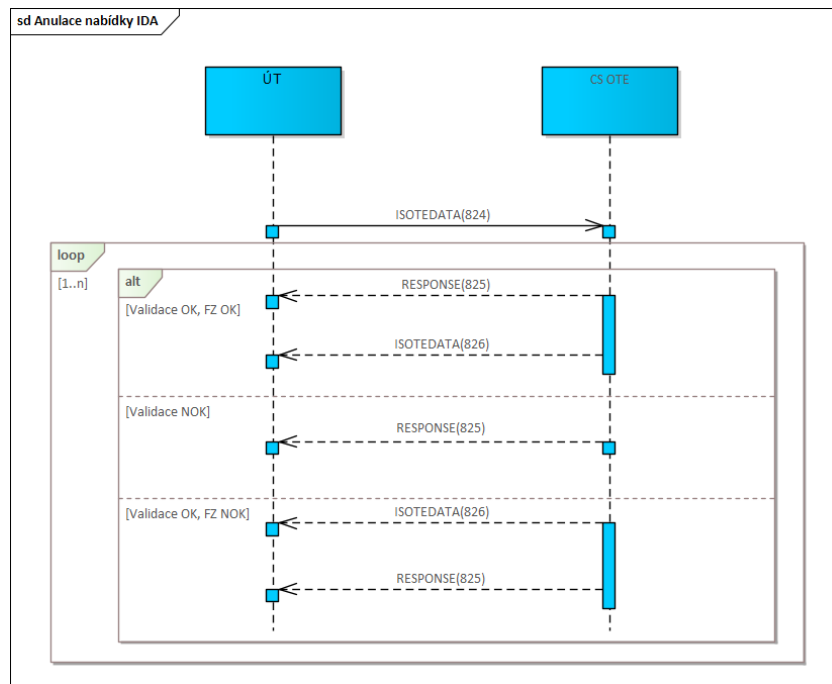 sd Anulace nabídky IDA
ÚT
CS OTE
ISOTEDATA(824)
loop
[1..n]
alt
RESPONSE(825)
[Validace OK, FZ OK]
ISOTEDATA(826)
[Validace NOK]
RESPONSE(825)
[Validace OK, FZ NOK]
ISOTEDATA(826)
RESPONSE(825)